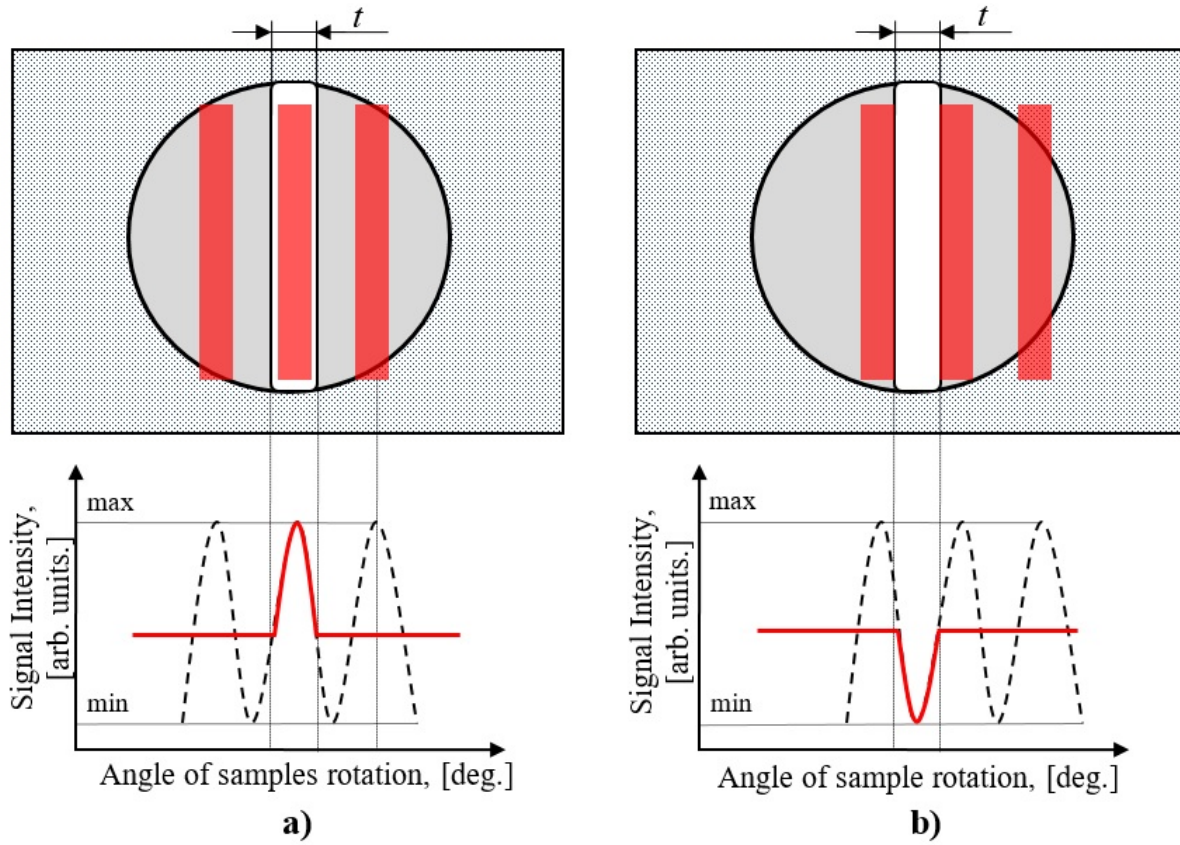 t
t
max
min
Signal Intensity,
[arb. units.]
Angle of samples rotation, [deg.]
a)
max
min
Signal Intensity,
[arb. units.]
Angle of sample rotation, [deg.]
b)